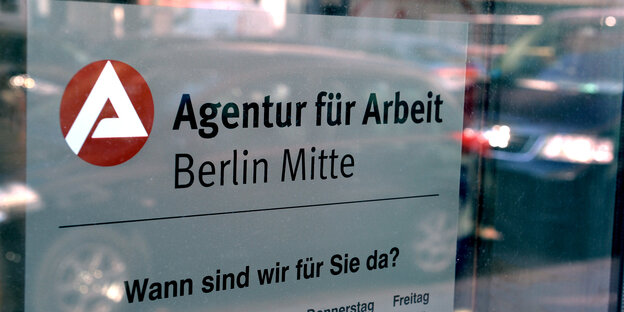 Agentur für Arbeit
Berlin Mitte
Wann sind wir für Sie da?
Donnerstag Freitag